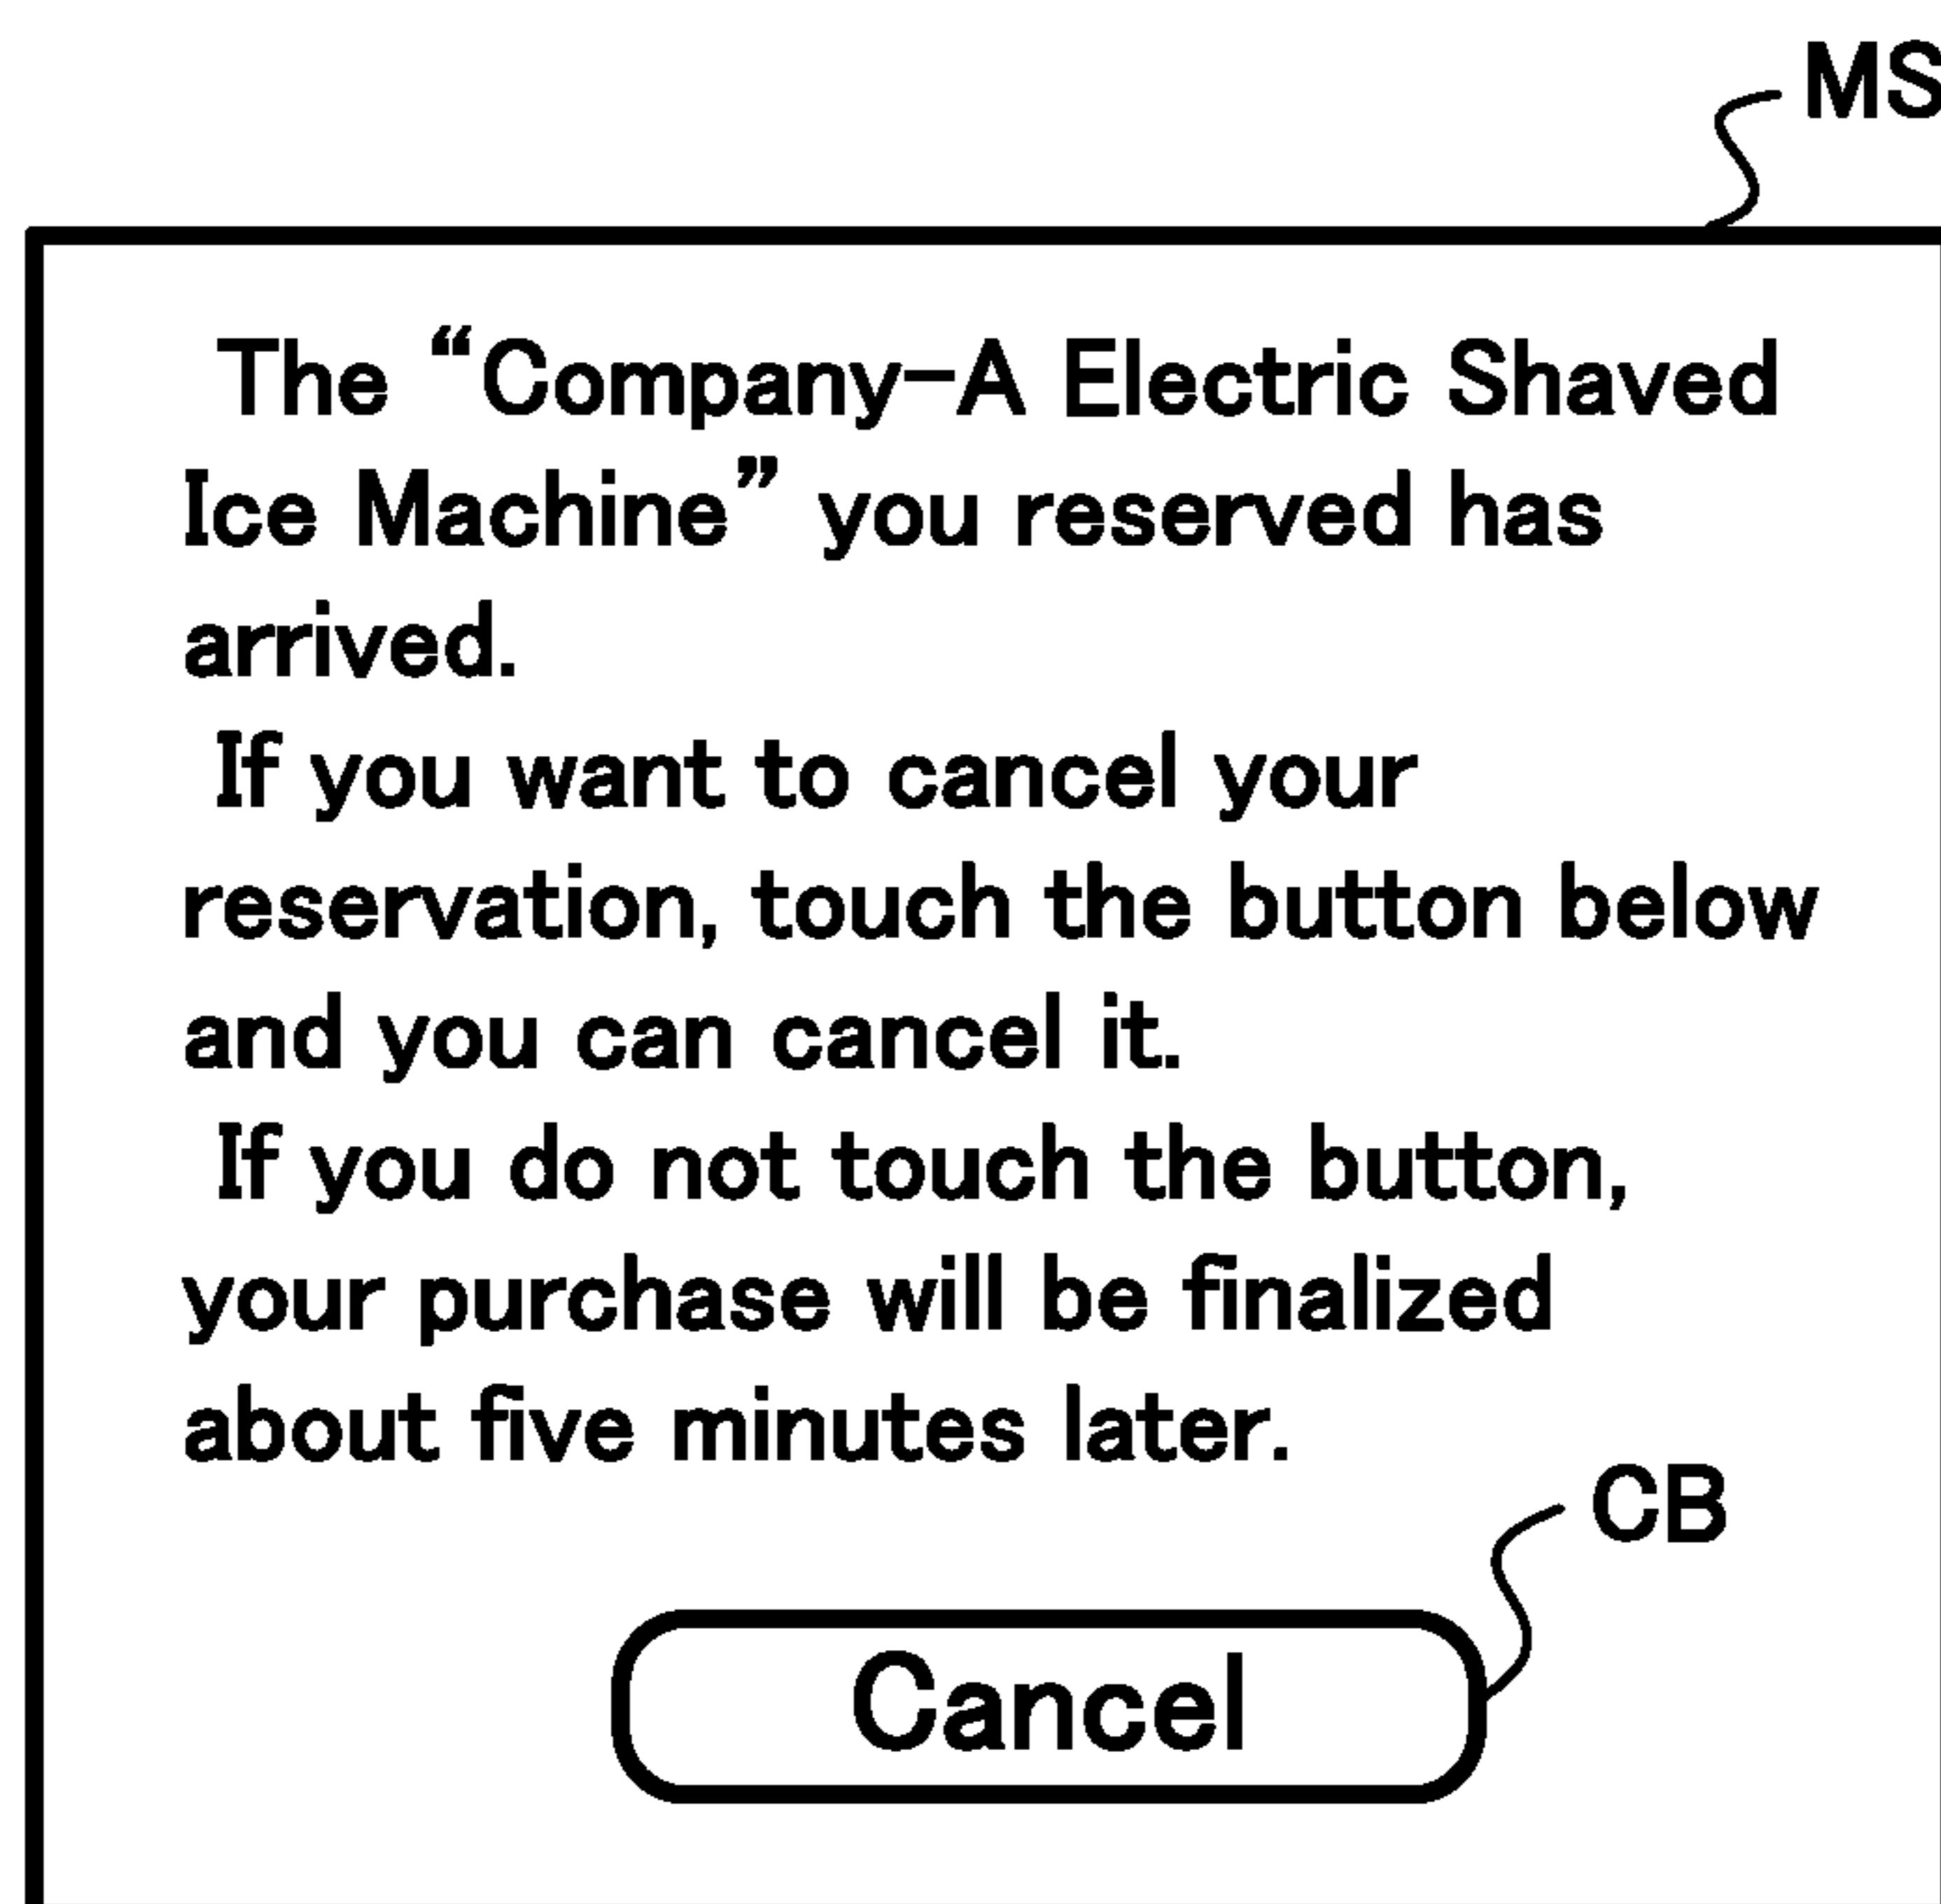 MS
The “Company-A Electric Shaved
Ice Machine” you reserved has
arrived.
If you want to cancel your
reservation, touch the button below
and you can cancel it.
If you do not touch the button,
your purchase will be finalized
about five minutes later.
CB
Cancel